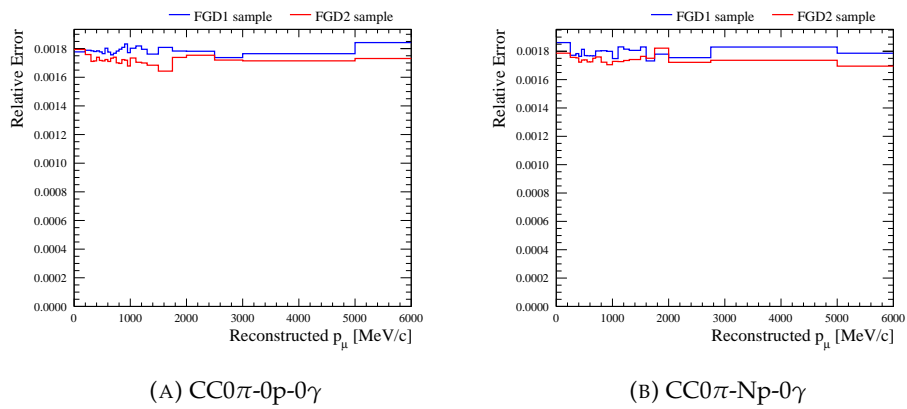 FGD1 sample FGD2 sample
Relative Error
0.0018
0.0016
0.0014
0.0012
0.0010
0.0008
0.0006
0.0004
0.0002
0.0000
0 1000 2000 3000 4000 5000 6000
Reconstructed pμ [MeV/c]
(A) CC0π-0p-0γ
FGD1 sample FGD2 sample
Relative Error
0.0018
0.0016
0.0014
0.0012
0.0010
0.0008
0.0006
0.0004
0.0002
0.0000
0 1000 2000 3000 4000 5000 6000
Reconstructed pμ [MeV/c]
(B) CC0π-Np-0γ